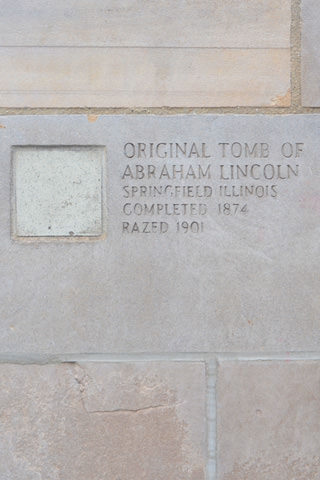 ORIGINAL TOMB OF
ABRAHAM LINCOLN
SPRINGFIELD ILLINOIS
COMPLETED 1874
RAZED 1901